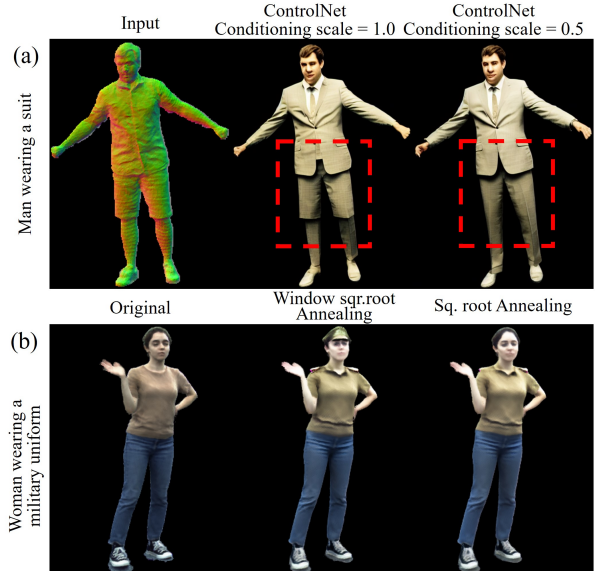 Input
ControlNet
Conditioning scale = 1.0
ControlNet
Conditioning scale = 0.5
(a)
Man wearing a suit
Original
Window sqr.root
Annealing
Sq. root Annealing
(b)
Woman wearing a
military uniform